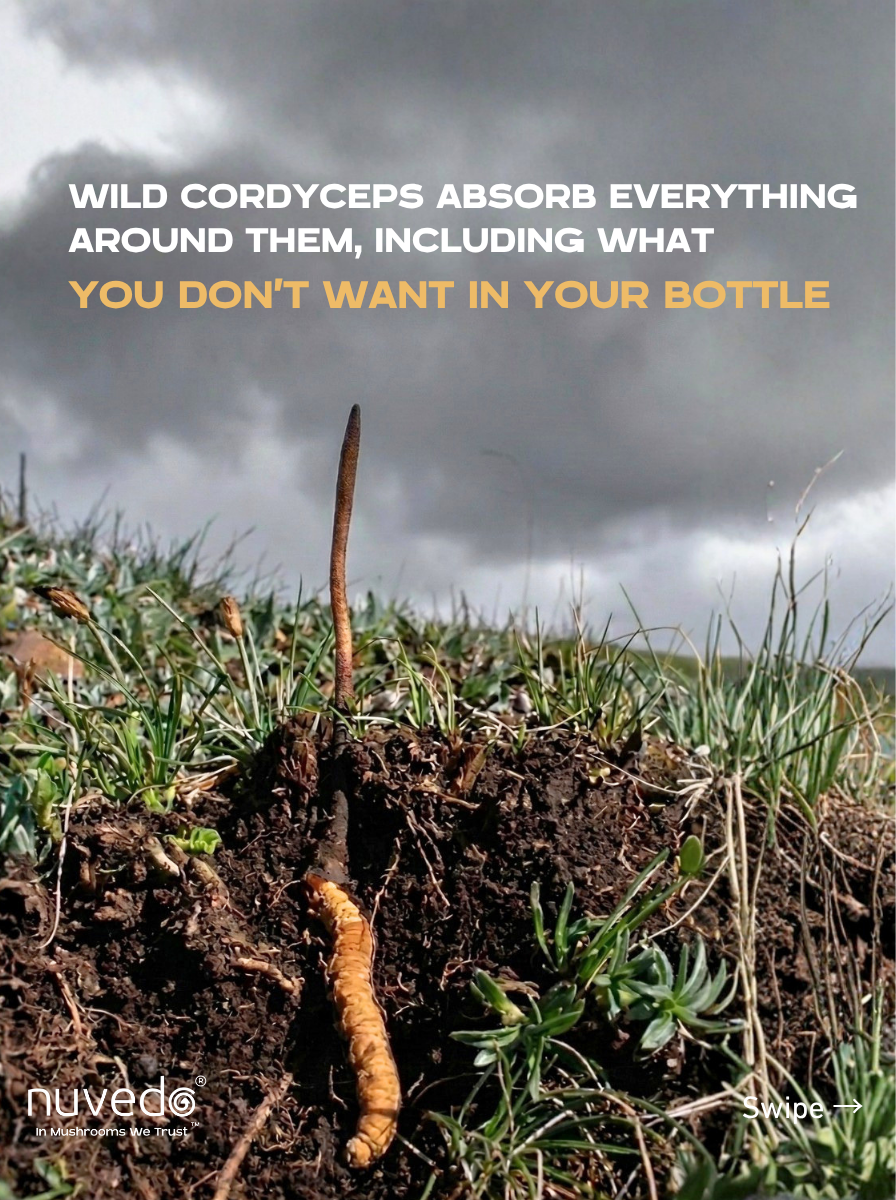 WILD CORDYCEPS ABSORB EVERYTHING
AROUND THEM, INCLUDING WHAT
YOU DON'T WANT IN YOUR BOTTLE
nuvedo®
In Mushrooms We Trust™
Swipe →